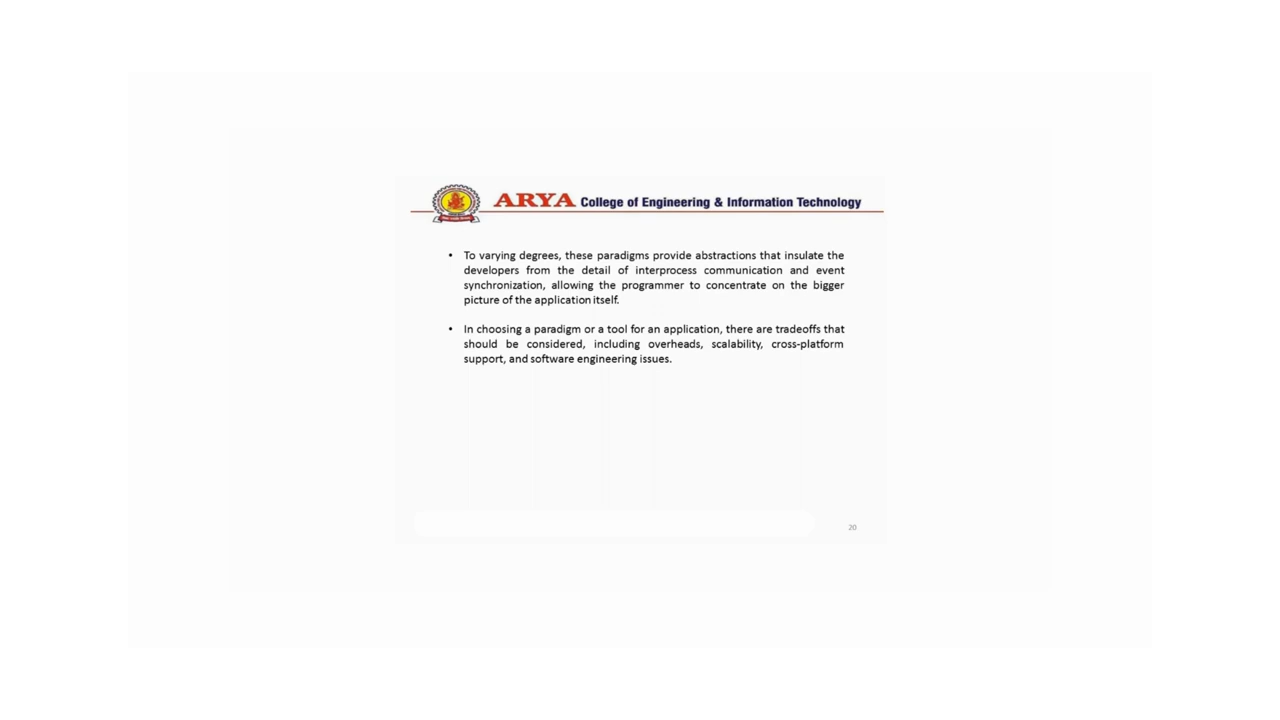 ARYA College of Engineering & Information Technology
• To varying degrees, these paradigms provide abstractions that insulate the
developers from the detail of interprocess communication and event
synchronization, allowing the programmer to concentrate on the bigger
picture of the application itself.
• In choosing a paradigm or a tool for an application, there are tradeoffs that
should be considered, including overheads, scalability, cross-platform
support, and software engineering issues.
20